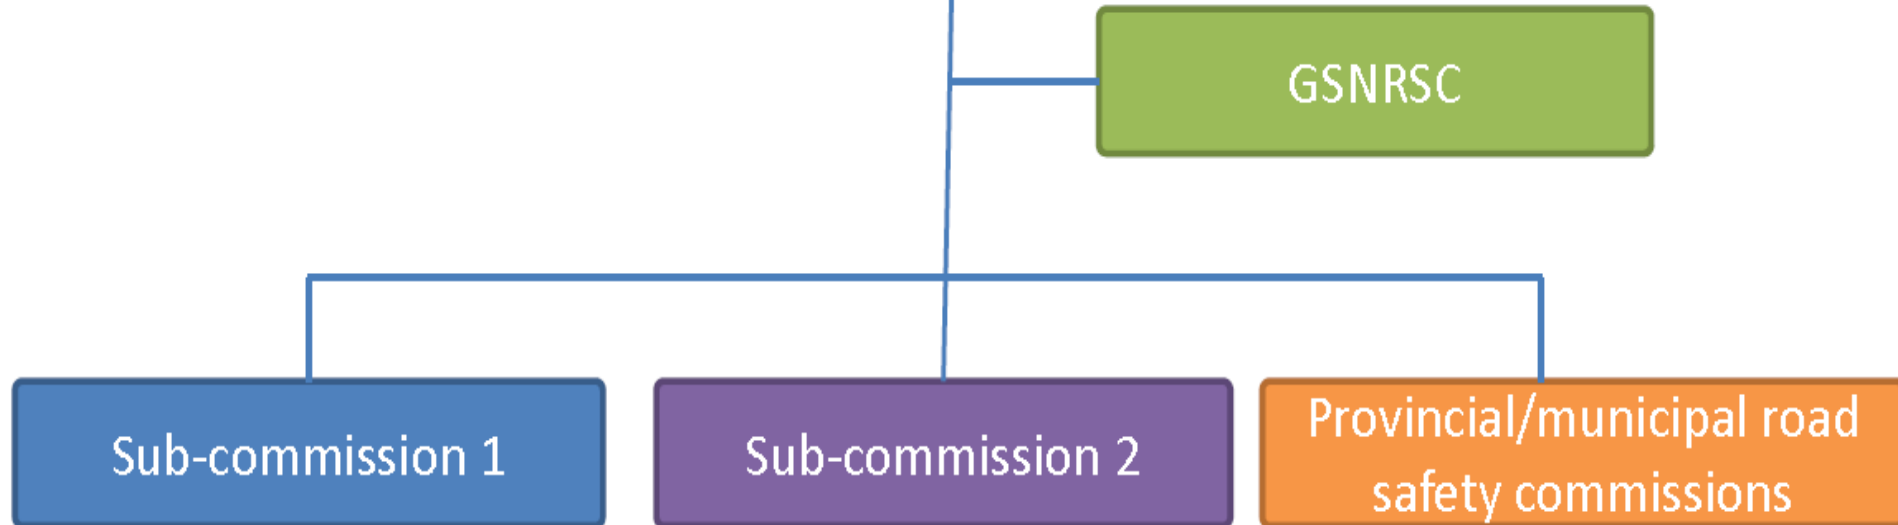 GSNRSC
Sub-commission 1
Sub-commission 2
Provincial/municipal road
safety commissions